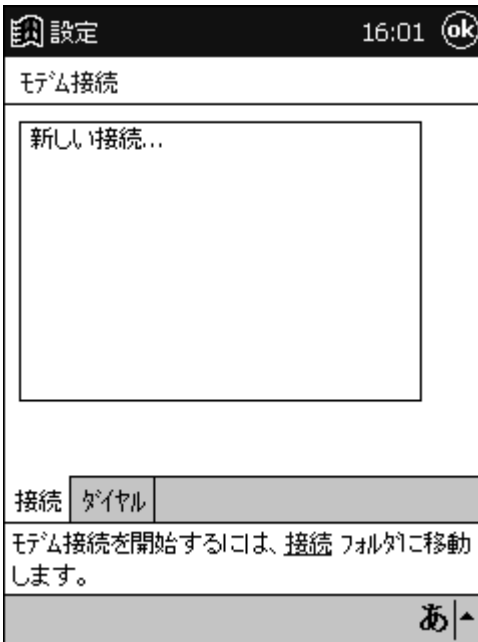 設定 16:01 ok
ﾓﾃﾞﾑ接続
新しい接続...
接続 ﾀﾞｲﾔﾙ
ﾓﾃﾞﾑ接続を開始するには、接続 ﾌｫﾙﾀﾞに移動
します。
あ